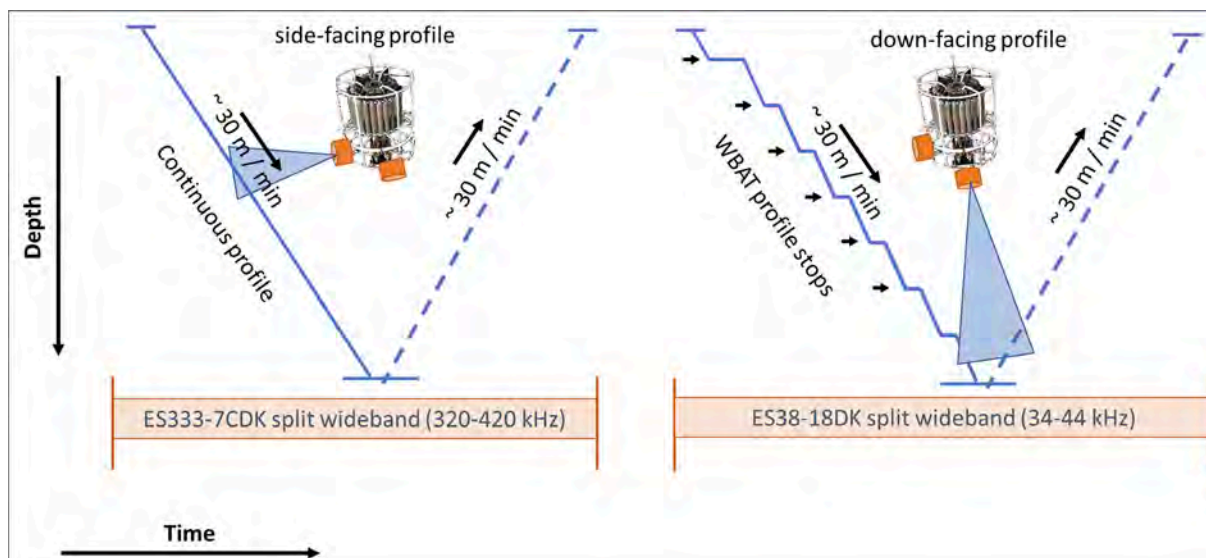 side-facing profile
~ 30 m / min
Continuous profile
~ 30 m / min
ES333-7CDK split wideband (320-420 kHz)
down-facing profile
~ 30 m / min
WBAT profile stops
~ 30 m / min
ES38-18DK split wideband (34-44 kHz)
Depth
Time